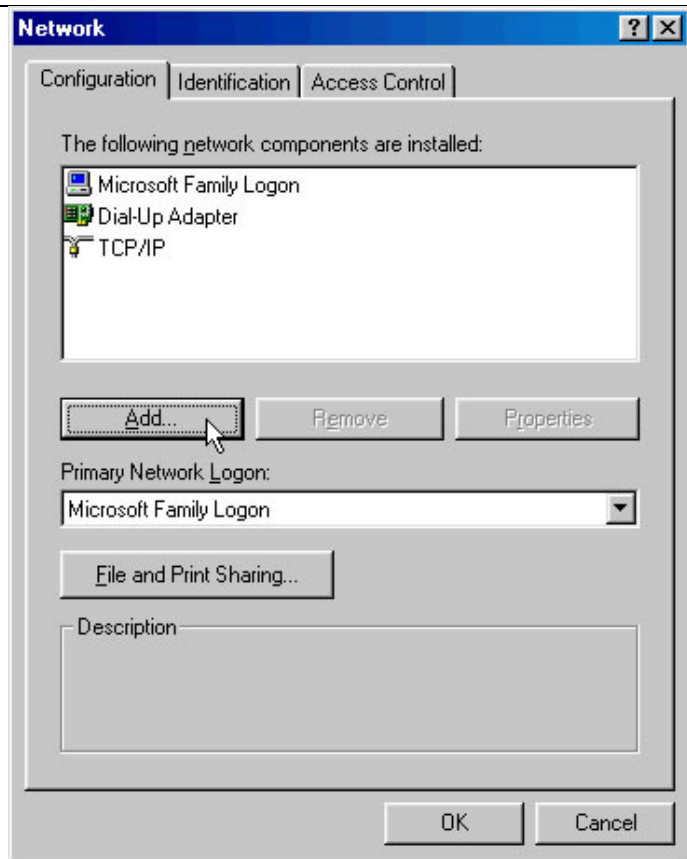 Network
Configuration Identification Access Control
The following network components are installed:
Microsoft Family Logon
Dial-Up Adapter
TCP/IP
Add... Remove Properties
Primary Network Logon:
Microsoft Family Logon
File and Print Sharing...
Description
OK Cancel